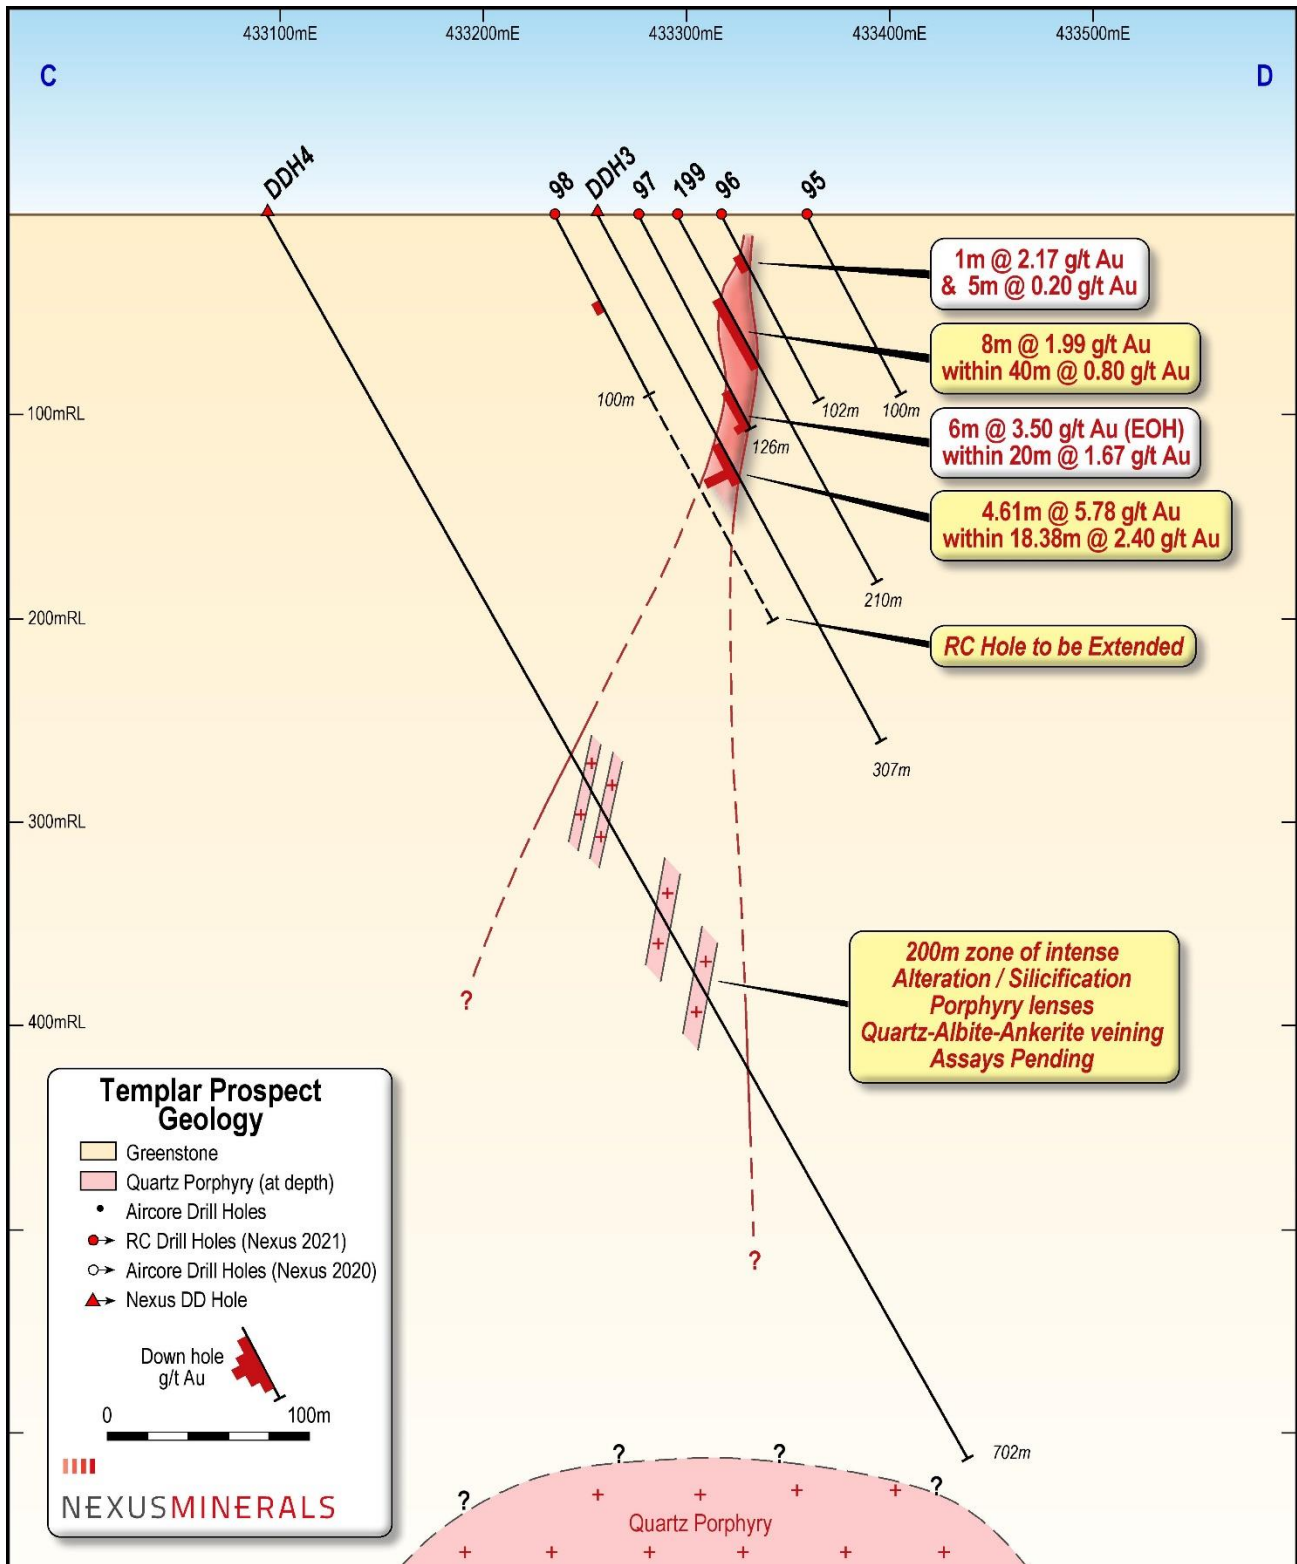 433100mE 433200mE 433300mE 433400mE 433500mE
C D
DDH4 98 DDH3 97 199 96 95
1m @ 2.17 g/t Au
& 5m @ 0.20 g/t Au
8m @ 1.99 g/t Au
within 40m @ 0.80 g/t Au
100m 102m 100m
100mRL
6m @ 3.50 g/t Au (EOH)
within 20m @ 1.67 g/t Au
126m
4.61m @ 5.78 g/t Au
within 18.38m @ 2.40 g/t Au
210m
200mRL
RC Hole to be Extended
307m
300mRL
+ +
+ +
+
+
+
+
?
400mRL
200m zone of intense
Alteration / Silicification
Porphyry lenses
Quartz-Albite-Ankerite veining
Assays Pending
?
Templar Prospect
Geology
Greenstone
Quartz Porphyry (at depth)
Aircore Drill Holes
RC Drill Holes (Nexus 2021)
Aircore Drill Holes (Nexus 2020)
Nexus DD Hole
Down hole
g/t Au
0 100m
NEXUSMINERALS
702m
? ? ? ?
+ + + +
Quartz Porphyry
+ + + + + +